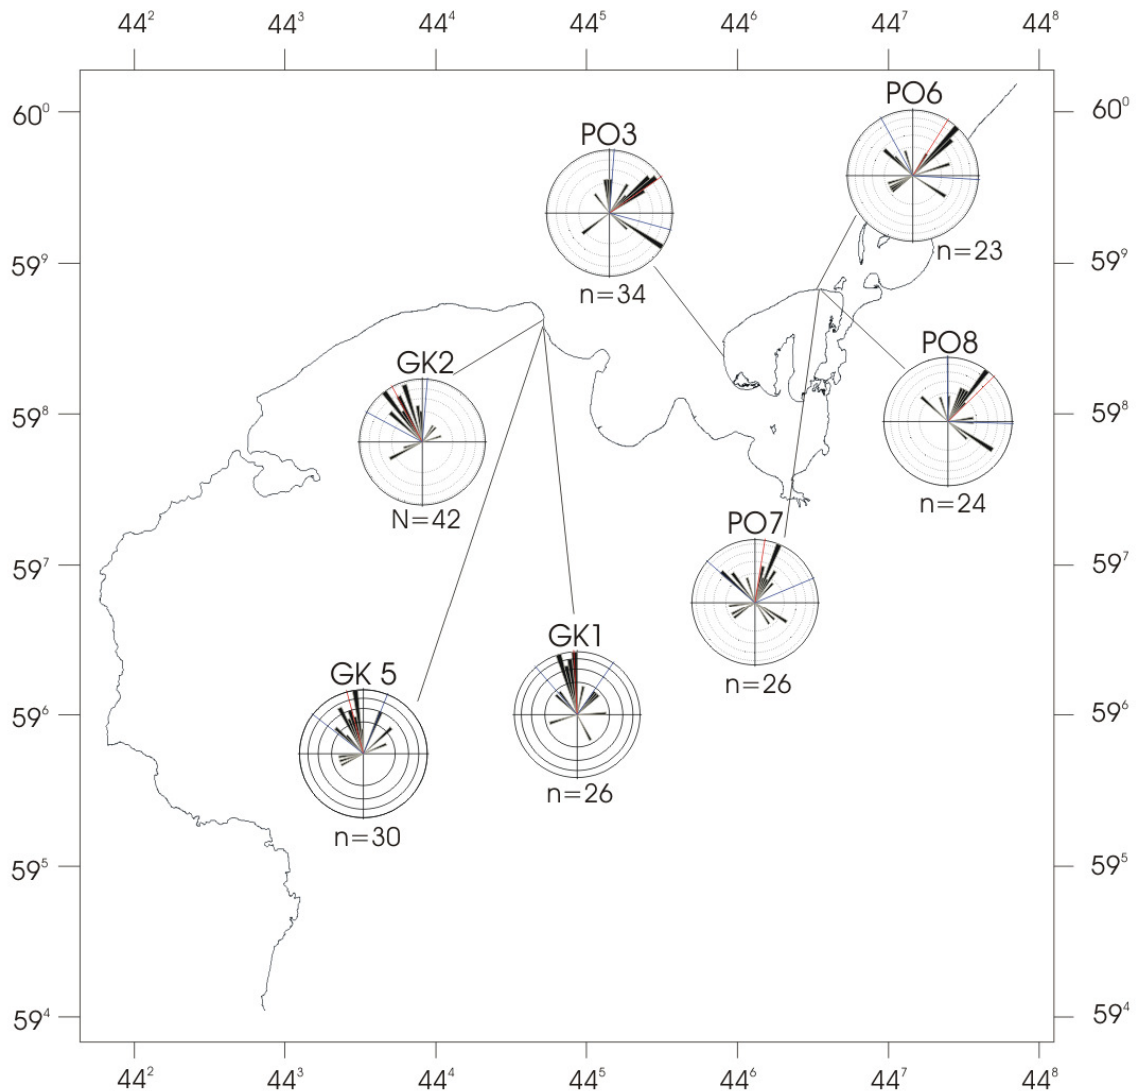 44² 44³ 44⁴ 44⁵ 44⁶ 44⁷ 44⁸
60⁰ 60⁰
PO6
PO3
n=23
59⁹ 59⁹
n=34
PO8
GK2
59⁸ 59⁸
n=24
N=42
PO7
59⁷ 59⁷
GK1
GK 5
n=26
59⁶ 59⁶
n=26
n=30
59⁵ 59⁵
59⁴ 59⁴
44² 44³ 44⁴ 44⁵ 44⁶ 44⁷ 44⁸